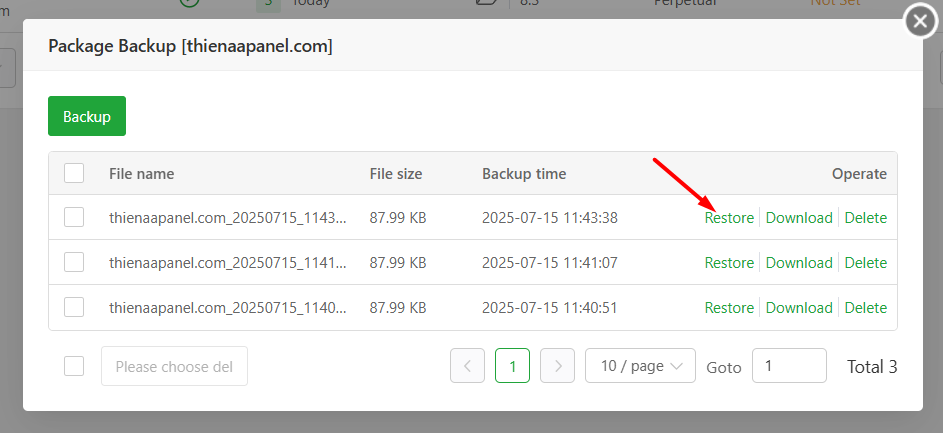 m 3 Today 8.3 Perpetual Not Set
Package Backup [thienaapanel.com]
Backup
File name File size Backup time Operate
thienaapanel.com_20250715_1143... 87.99 KB 2025-07-15 11:43:38 Restore Download Delete
thienaapanel.com_20250715_1141... 87.99 KB 2025-07-15 11:41:07 Restore Download Delete
thienaapanel.com_20250715_1140... 87.99 KB 2025-07-15 11:40:51 Restore Download Delete
Please choose del 1 10 / page Goto 1 Total 3